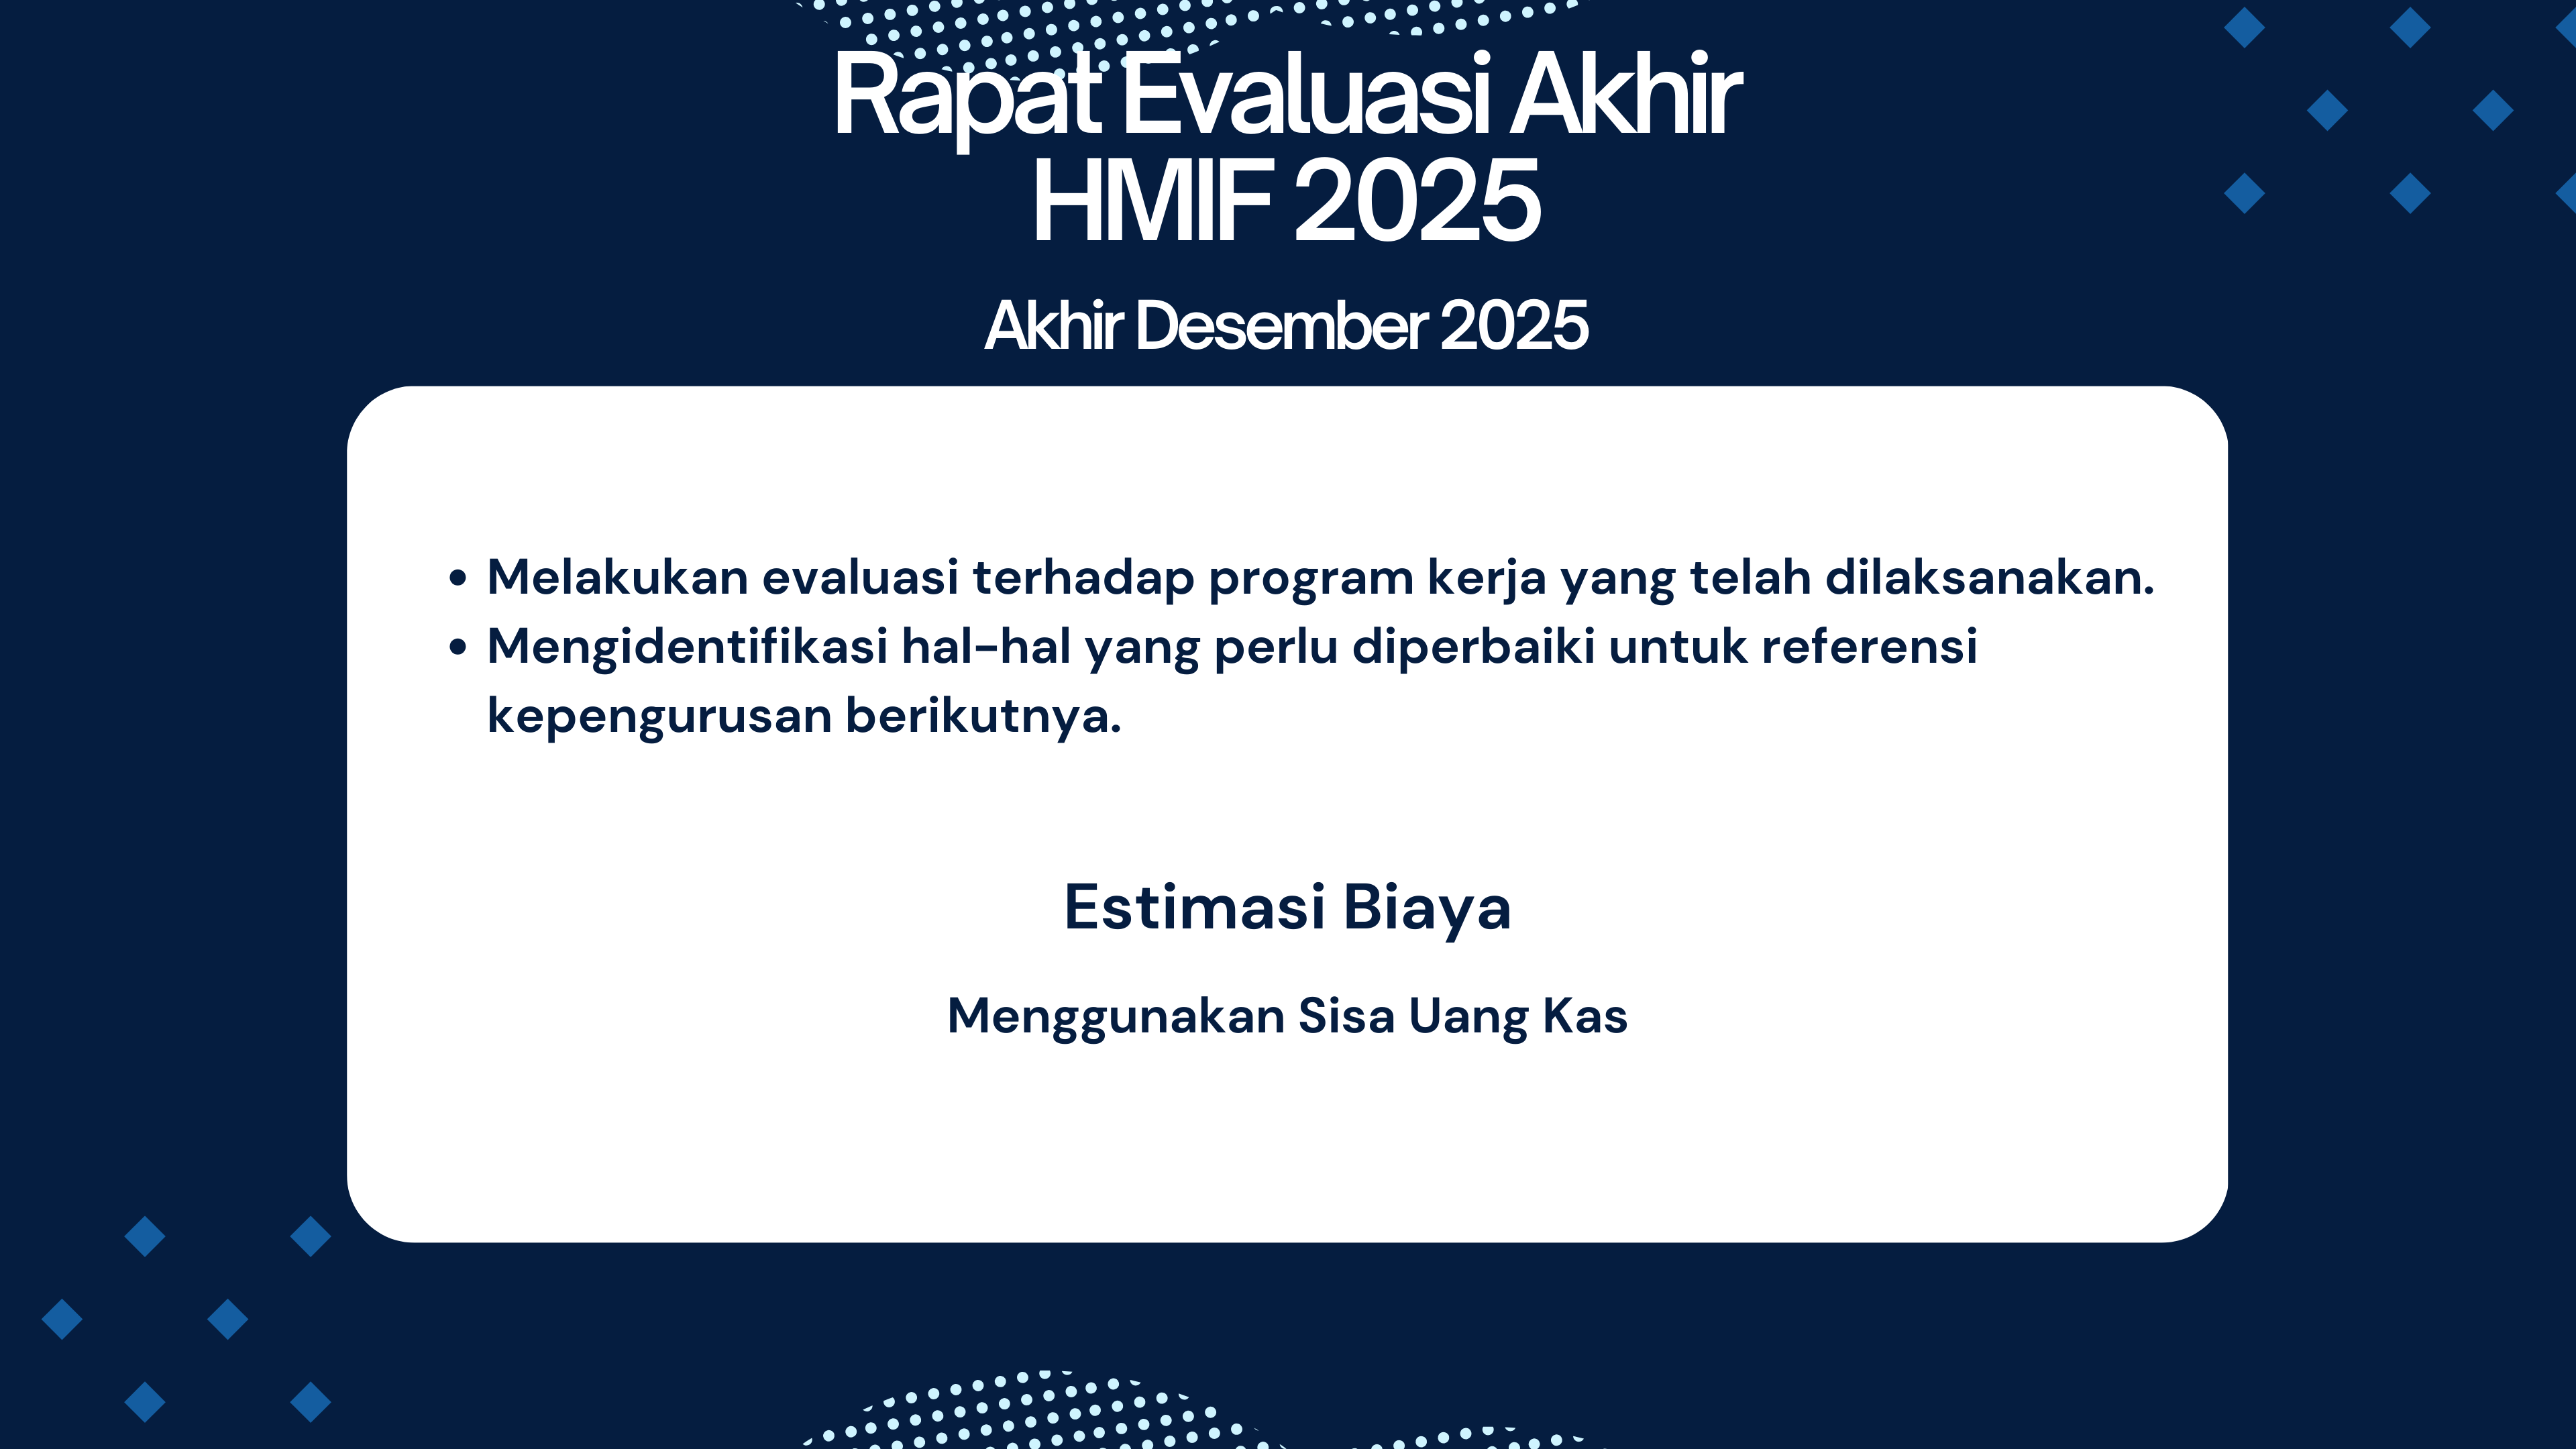 Rapat Evaluasi Akhir
HMIF 2025
Akhir Desember 2025
• Melakukan evaluasi terhadap program kerja yang telah dilaksanakan.
• Mengidentifikasi hal-hal yang perlu diperbaiki untuk referensi
kepengurusan berikutnya.
Estimasi Biaya
Menggunakan Sisa Uang Kas